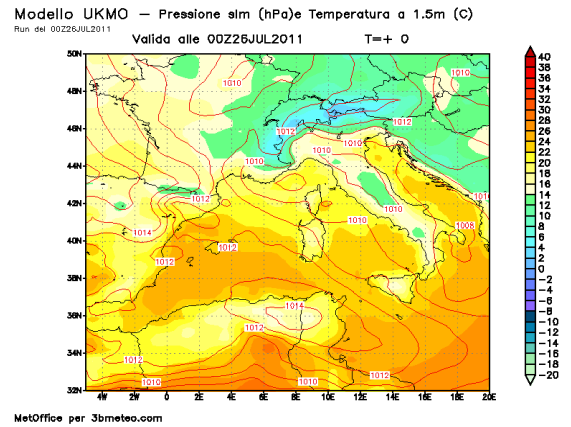 Modello UKMO – Pressione slm (hPa)e Temperatura a 1.5m (C)
Run del 00Z26JUL2011
Valida alle 00Z26JUL2011 T=+ 0
50N
48N
46N
44N
42N
40N
38N
36N
34N
32N
4W 2W 0 2E 4E 6E 8E 10E 12E 14E 16E 18E 20E
1010 1010
1012 1012
1010 1010
1010
1012 1010
1014 1010 1010 1008
1012
1012
1014
1012
1012
1010 1010 1012
40
34
32
30
28
26
24
22
20
18
16
14
12
10
8
6
4
2
0
−2
−4
−6
−8
−10
−12
−14
−16
−18
−20
MetOffice per 3bmeteo.com